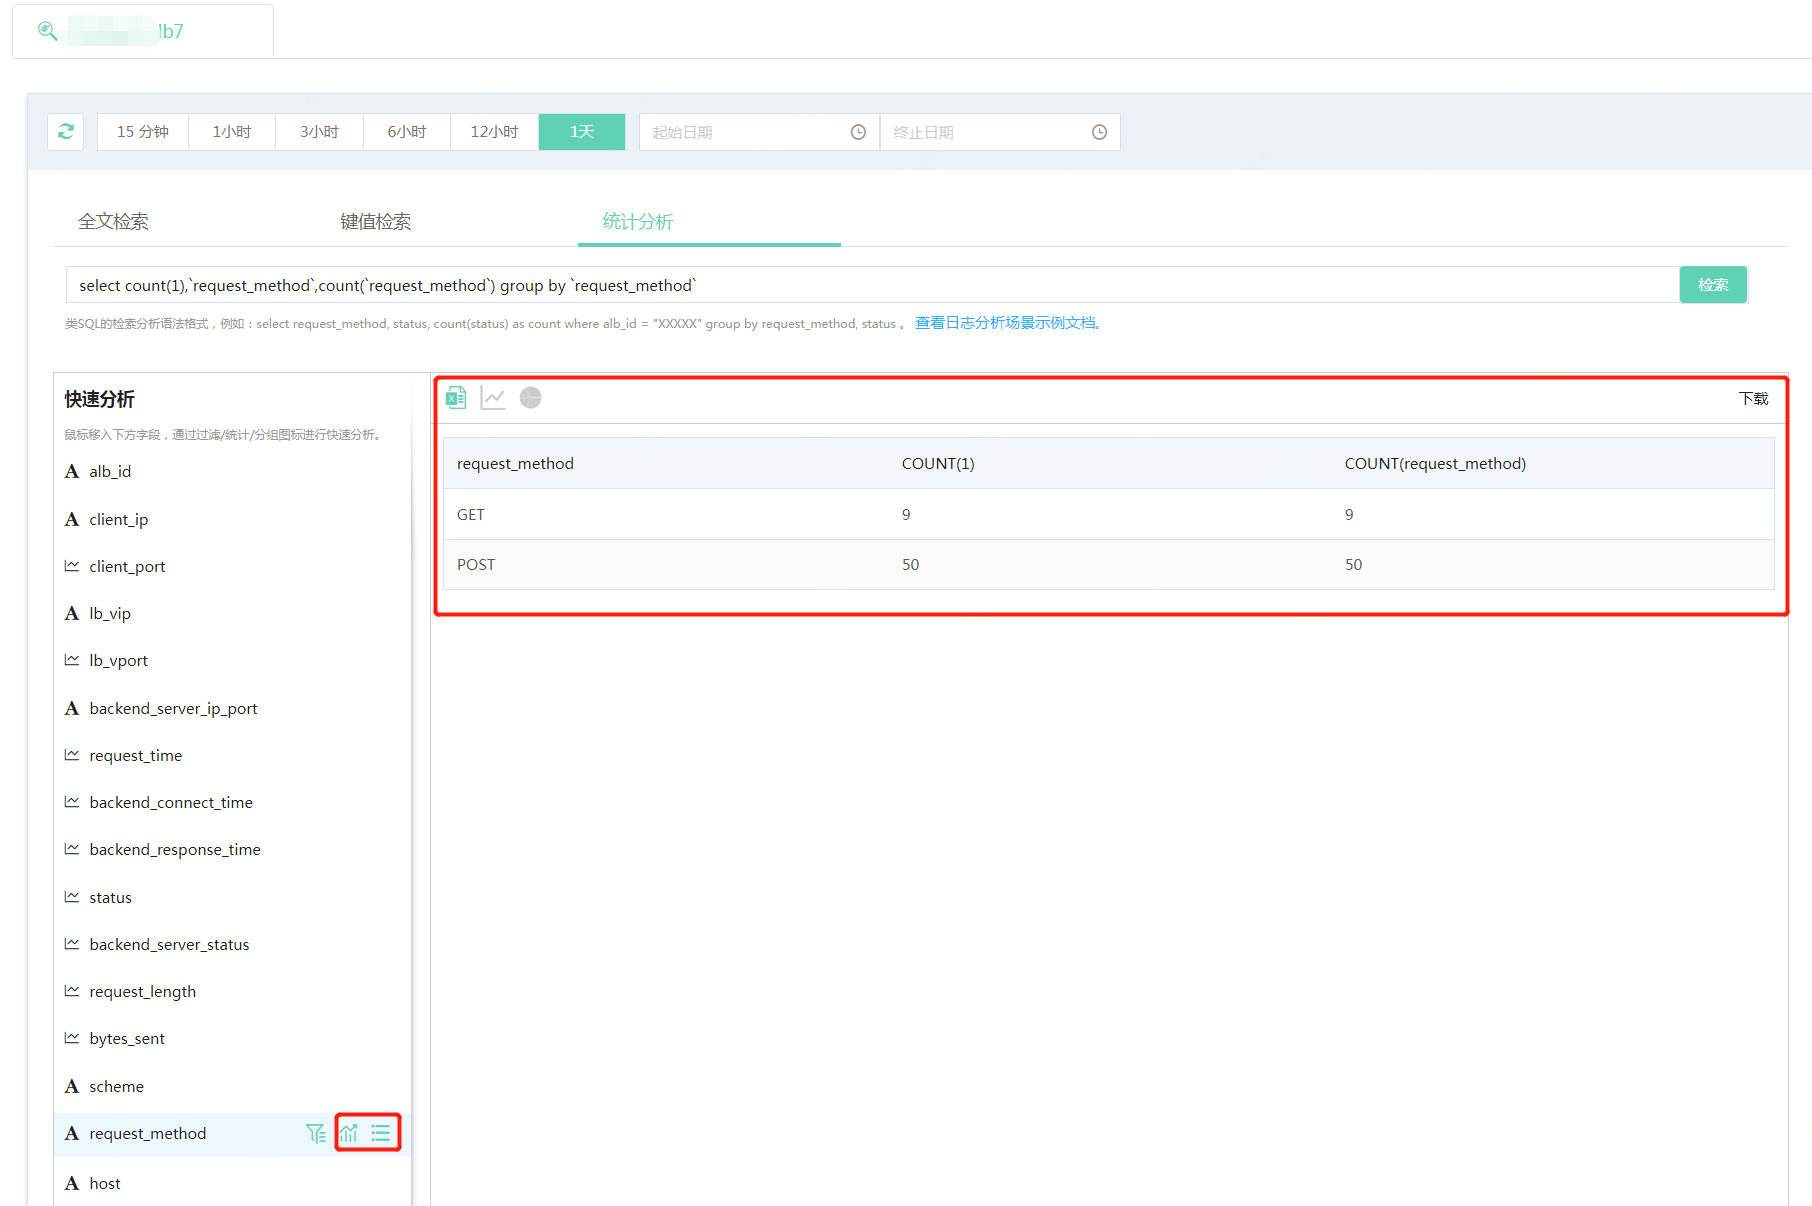 lb7
15 分钟 1小时 3小时 6小时 12小时 1天 起始日期 终止日期
全文检索 键值检索 统计分析
select count(1),`request_method`,count(`request_method`) group by `request_method` 检索
类SQL的检索分析语法格式，例如：select request_method, status, count(status) as count where alb_id = "XXXXX" group by request_method, status 。 查看日志分析场景示例文档。
快速分析
鼠标移入下方字段，通过过滤/统计/分组图标进行快速分析。
alb_id
client_ip
client_port
lb_vip
lb_vport
backend_server_ip_port
request_time
backend_connect_time
backend_response_time
status
backend_server_status
request_length
bytes_sent
scheme
request_method
host
下载
request_method COUNT(1) COUNT(request_method)
GET 9 9
POST 50 50